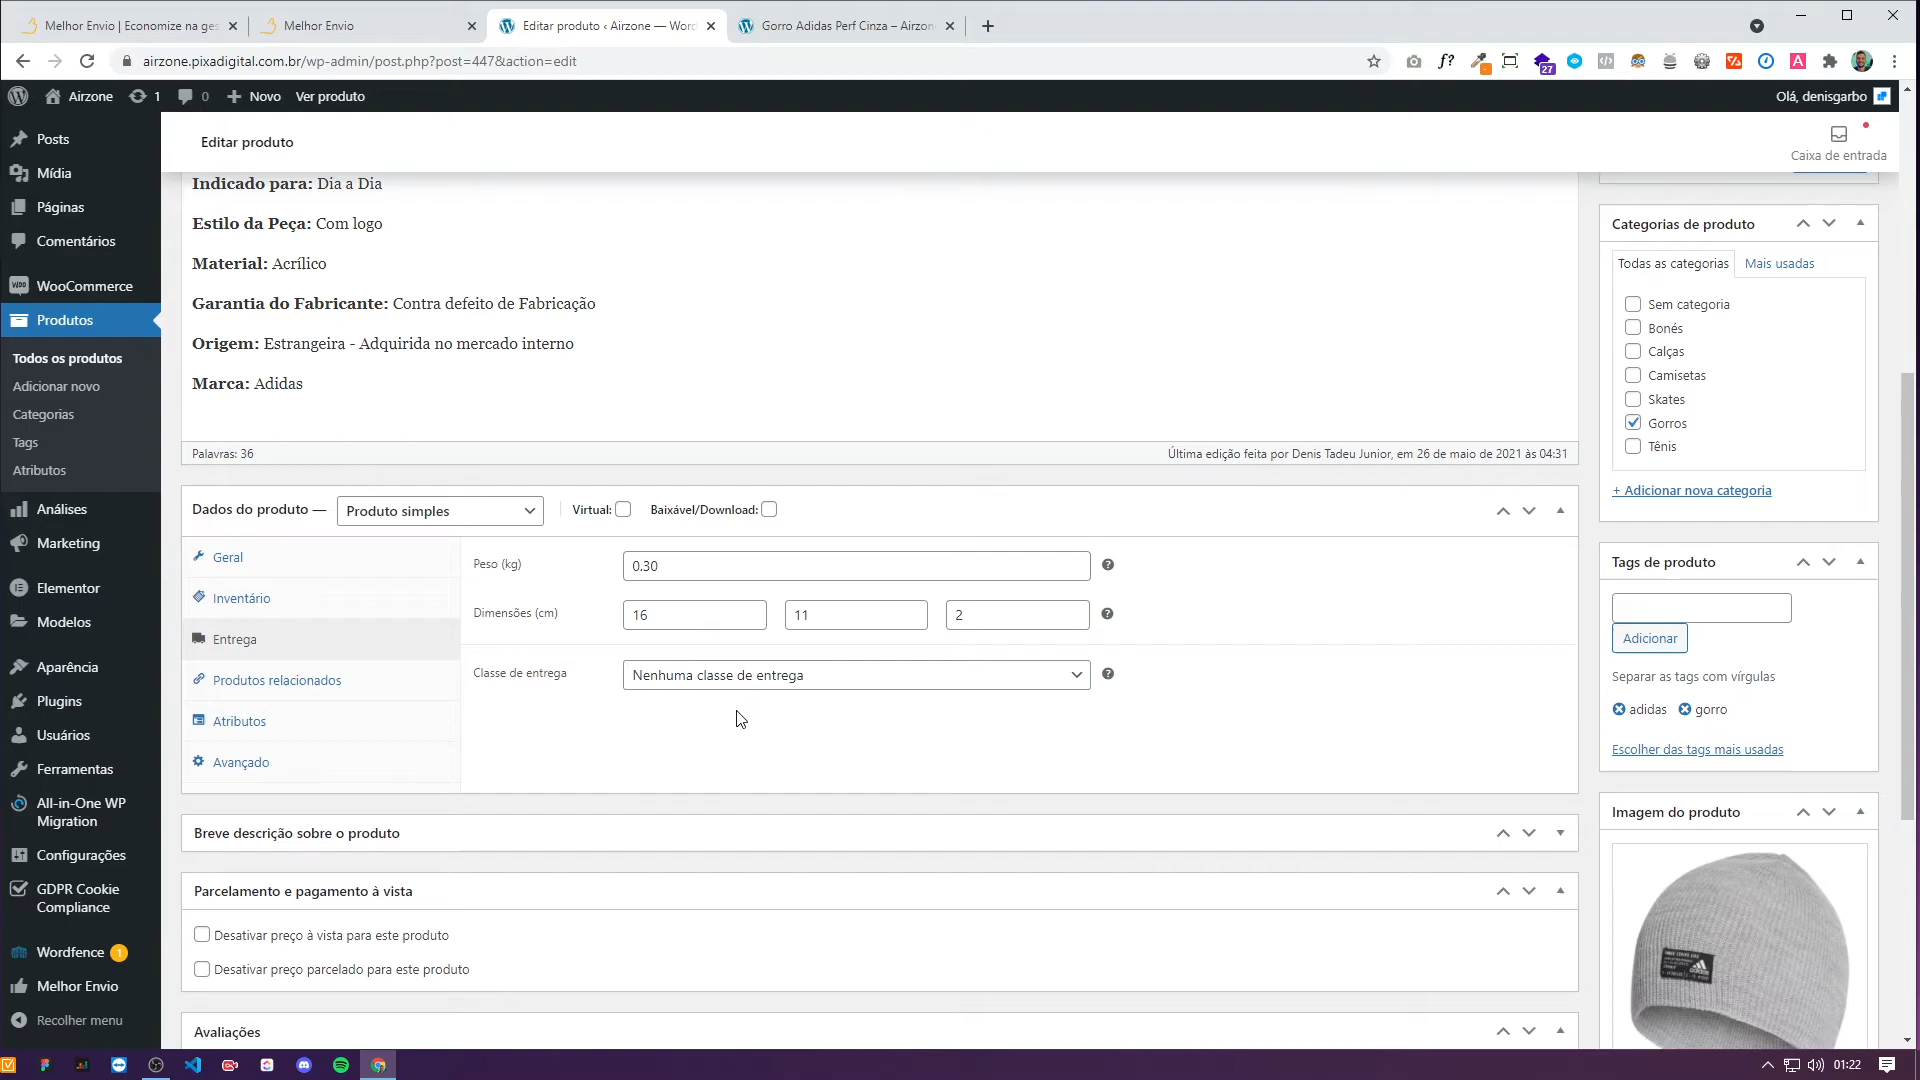 Melhor Envio | Economize na ges
Melhor Envio
Editar produto ‹ Airzone — Word
Gorro Adidas Perf Cinza – Airzon
airzone.pixadigital.com.br/wp-admin/post.php?post=447&action=edit
f?
27
A
Airzone
1
0
Novo
Ver produto
Olá, denisgarbo
Posts
Mídia
Páginas
Comentários
WooCommerce
Produtos
Todos os produtos
Adicionar novo
Categorias
Tags
Atributos
Análises
Marketing
Elementor
Modelos
Aparência
Plugins
Usuários
Ferramentas
All-in-One WP
Migration
Configurações
GDPR Cookie
Compliance
Wordfence 1
Melhor Envio
Recolher menu
Editar produto
Caixa de entrada
Indicado para: Dia a Dia
Estilo da Peça: Com logo
Material: Acrílico
Garantia do Fabricante: Contra defeito de Fabricação
Origem: Estrangeira - Adquirida no mercado interno
Marca: Adidas
Palavras: 36
Última edição feita por Denis Tadeu Junior, em 26 de maio de 2021 às 04:31
Dados do produto —
Produto simples
Virtual:
Baixável/Download:
Geral
Inventário
Entrega
Produtos relacionados
Atributos
Avançado
Peso (kg)
0.30
Dimensões (cm)
16
11
2
Classe de entrega
Nenhuma classe de entrega
Breve descrição sobre o produto
Parcelamento e pagamento à vista
Desativar preço à vista para este produto
Desativar preço parcelado para este produto
Avaliações
Categorias de produto
Todas as categorias
Mais usadas
Sem categoria
Bonés
Calças
Camisetas
Skates
Gorros
Tênis
+ Adicionar nova categoria
Tags de produto
Adicionar
Separar as tags com vírgulas
adidas
gorro
Escolher das tags mais usadas
Imagem do produto
01:22